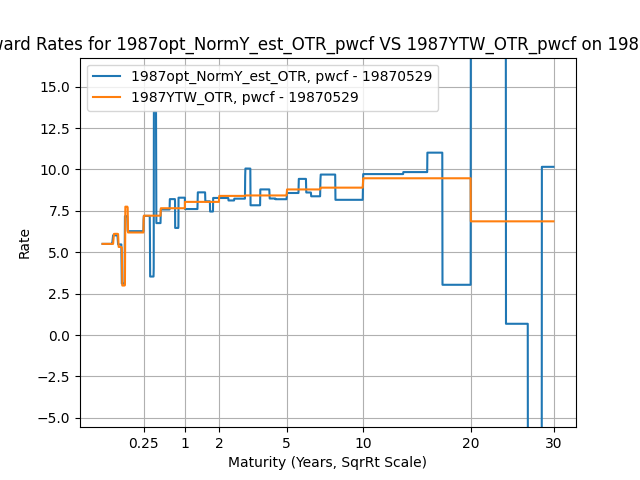 ward Rates for 1987opt_NormY_est_OTR_pwcf VS 1987YTW_OTR_pwcf on 198
1987opt_NormY_est_OTR, pwcf - 19870529
1987YTW_OTR, pwcf - 19870529
15.0
12.5
10.0
7.5
5.0
2.5
0.0
−2.5
−5.0
Rate
0.25 1 2 5 10 20 30
Maturity (Years, SqrRt Scale)